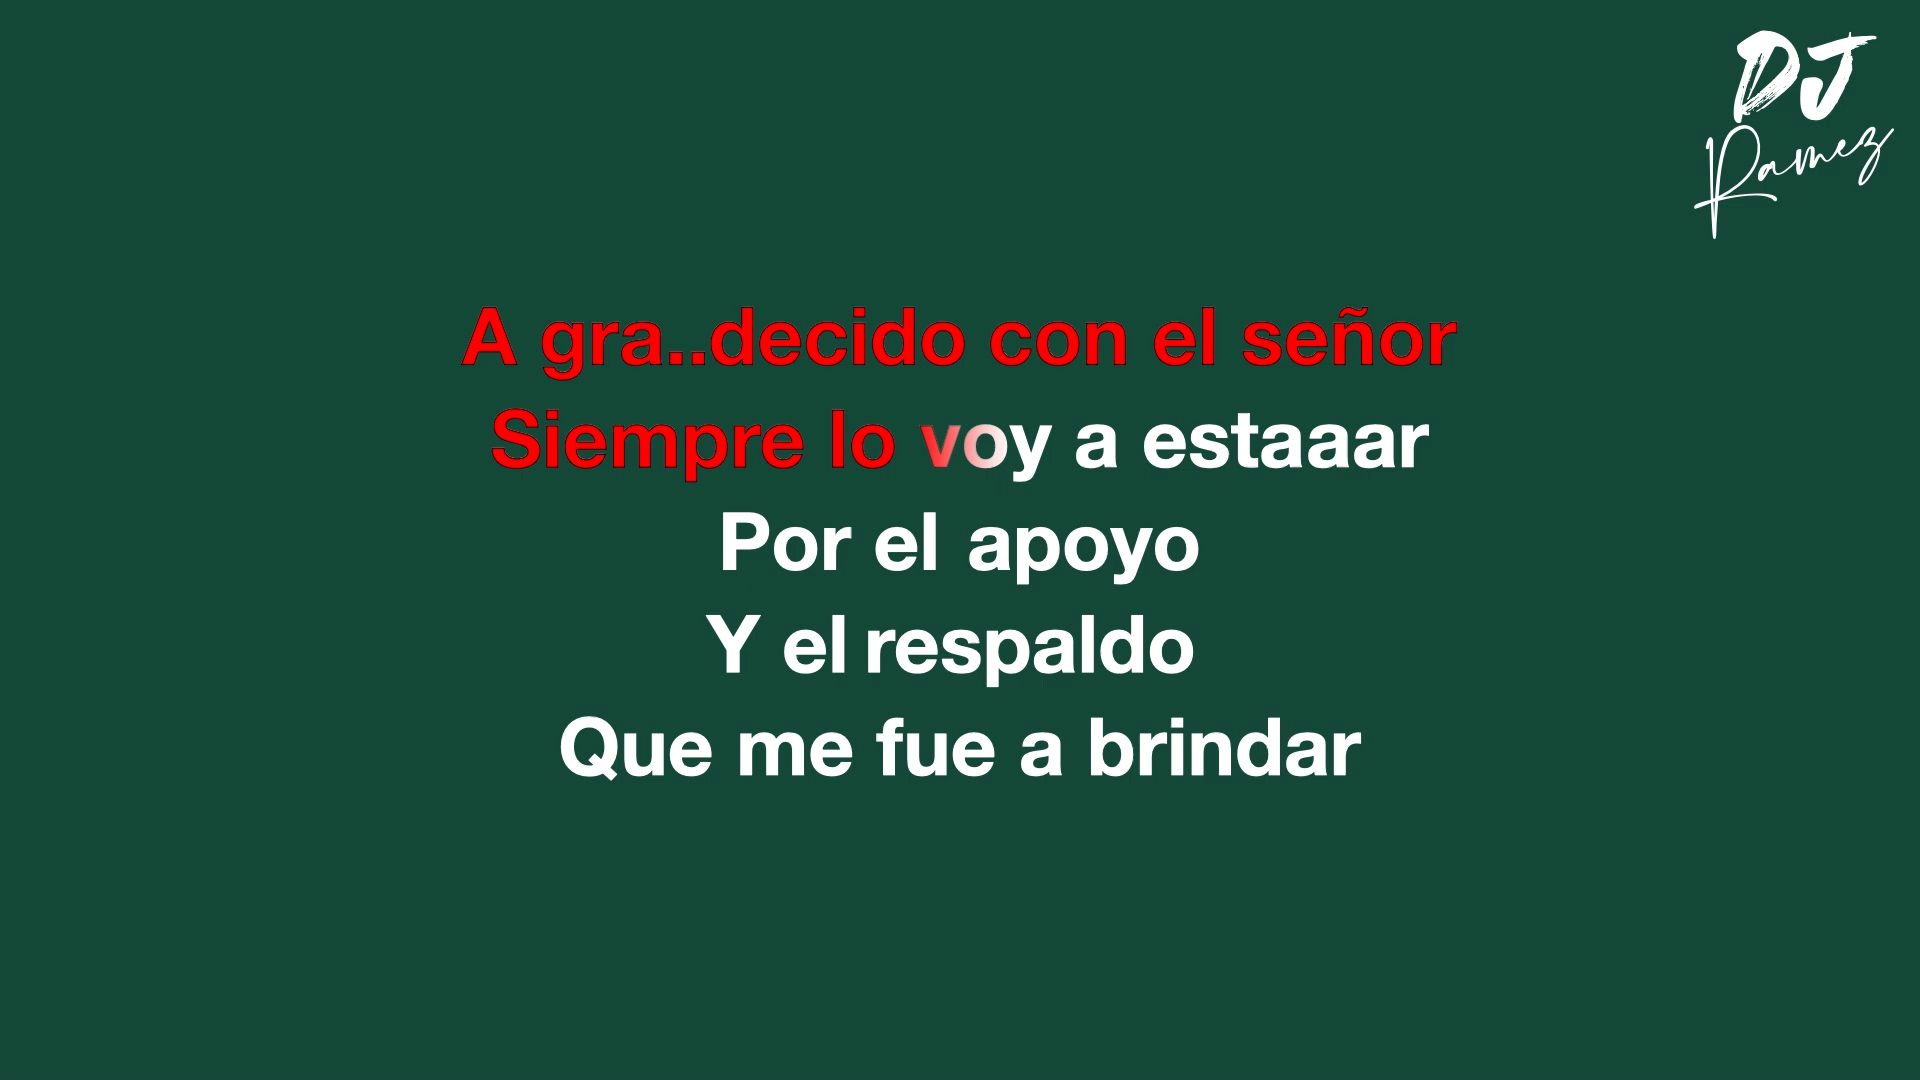 DJ
Ramez
A gra..decido con el señor
Siempre lo voy a estaaar
Por el apoyo
Y el respaldo
Que me fue a brindar